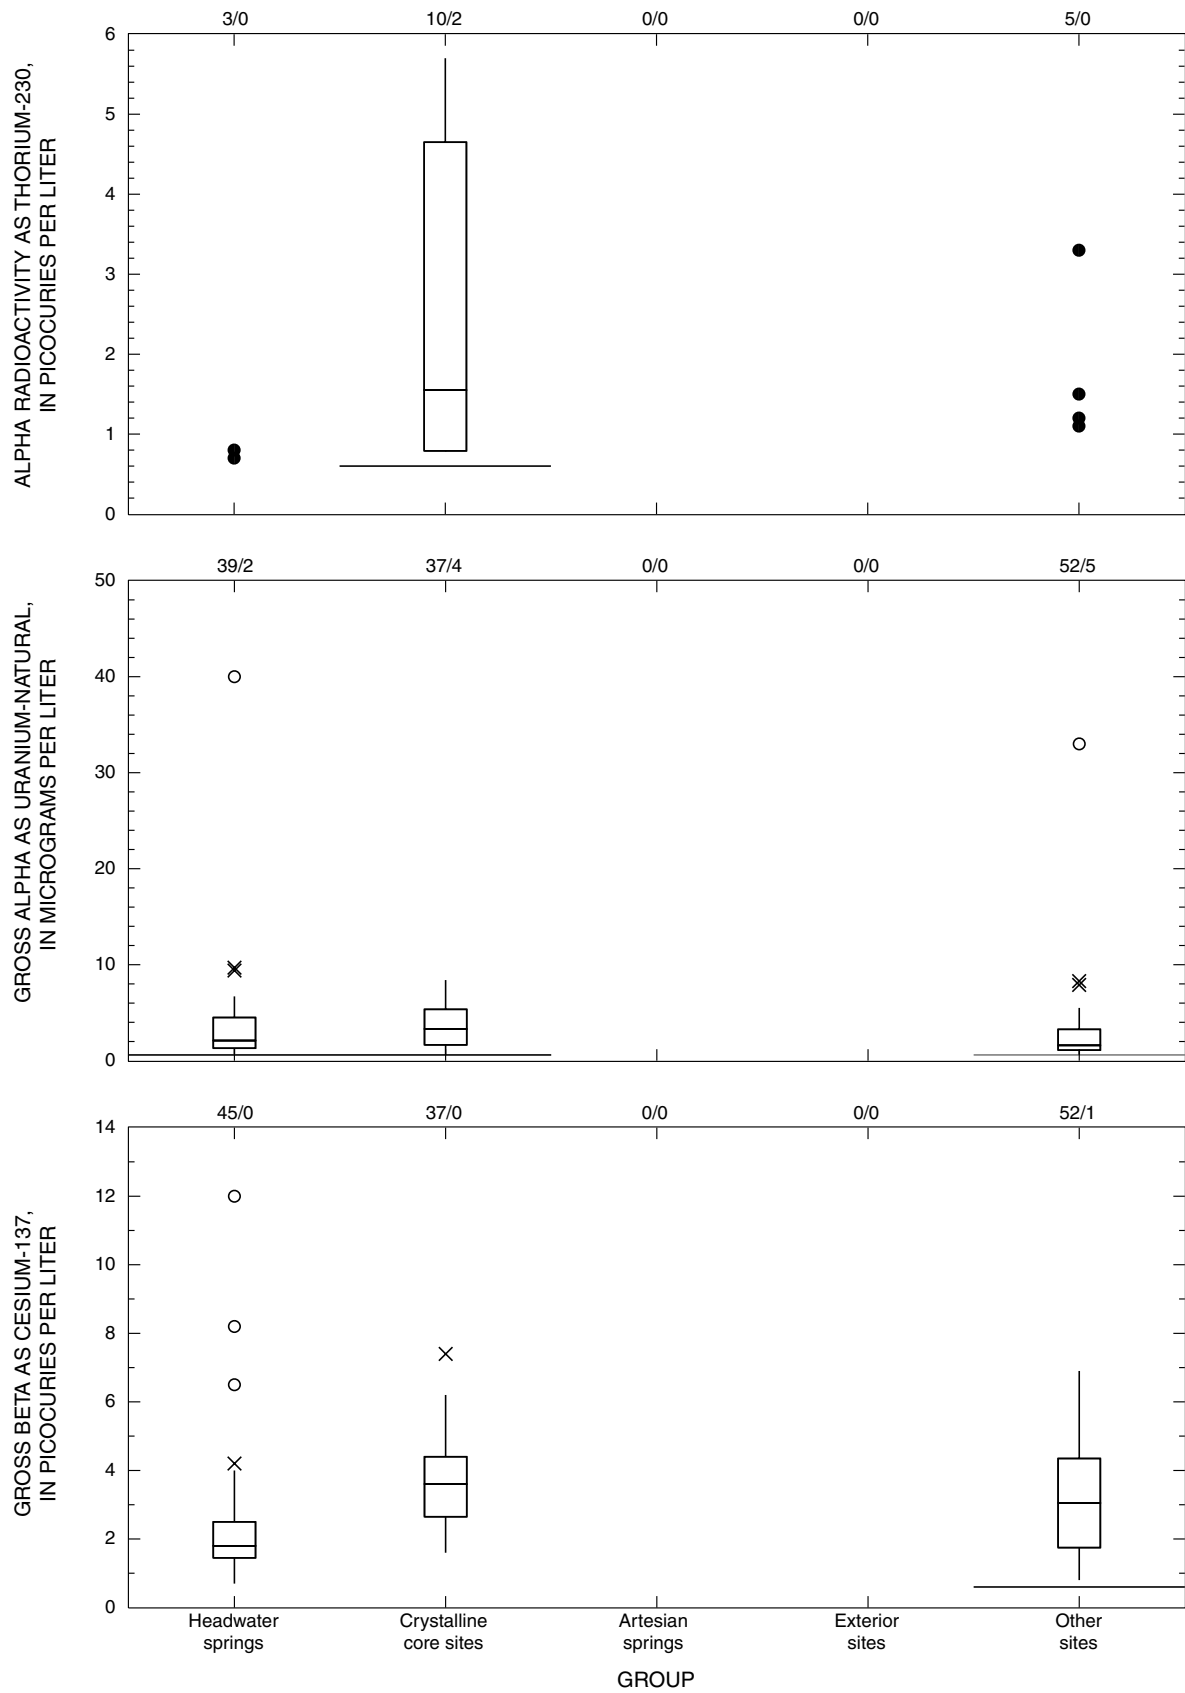 3/0 10/2 0/0 0/0 5/0
ALPHA RADIOACTIVITY AS THORIUM-230,
IN PICOCURIES PER LITER
6
5
4
3
2
1
0
39/2 37/4 0/0 0/0 52/5
GROSS ALPHA AS URANIUM-NATURAL,
IN MICROGRAMS PER LITER
50
40
30
20
10
0
45/0 37/0 0/0 0/0 52/1
GROSS BETA AS CESIUM-137,
IN PICOCURIES PER LITER
14
12
10
8
6
4
2
0
Headwater springs
Crystalline core sites
Artesian springs
Exterior sites
Other sites
GROUP